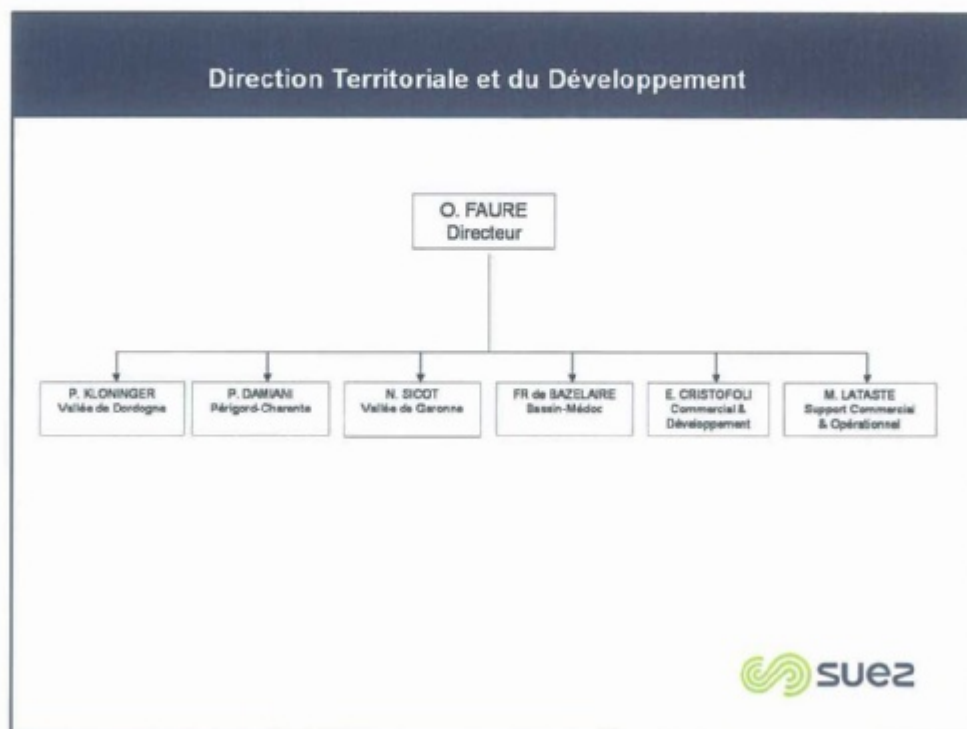 Direction Territoriale et du Développement
O. FAURE
Directeur
P. KLONINGER
Vallée de Dordogne
P. DAMIANI
Périgord-Charente
N. SICOT
Vallée de Garonne
FR de BAZELAIRE
Bassin-Médoc
E. CRISTOFOLI
Commercial &
Développement
M. LATASTE
Support Commercial
& Opérationnel
suez